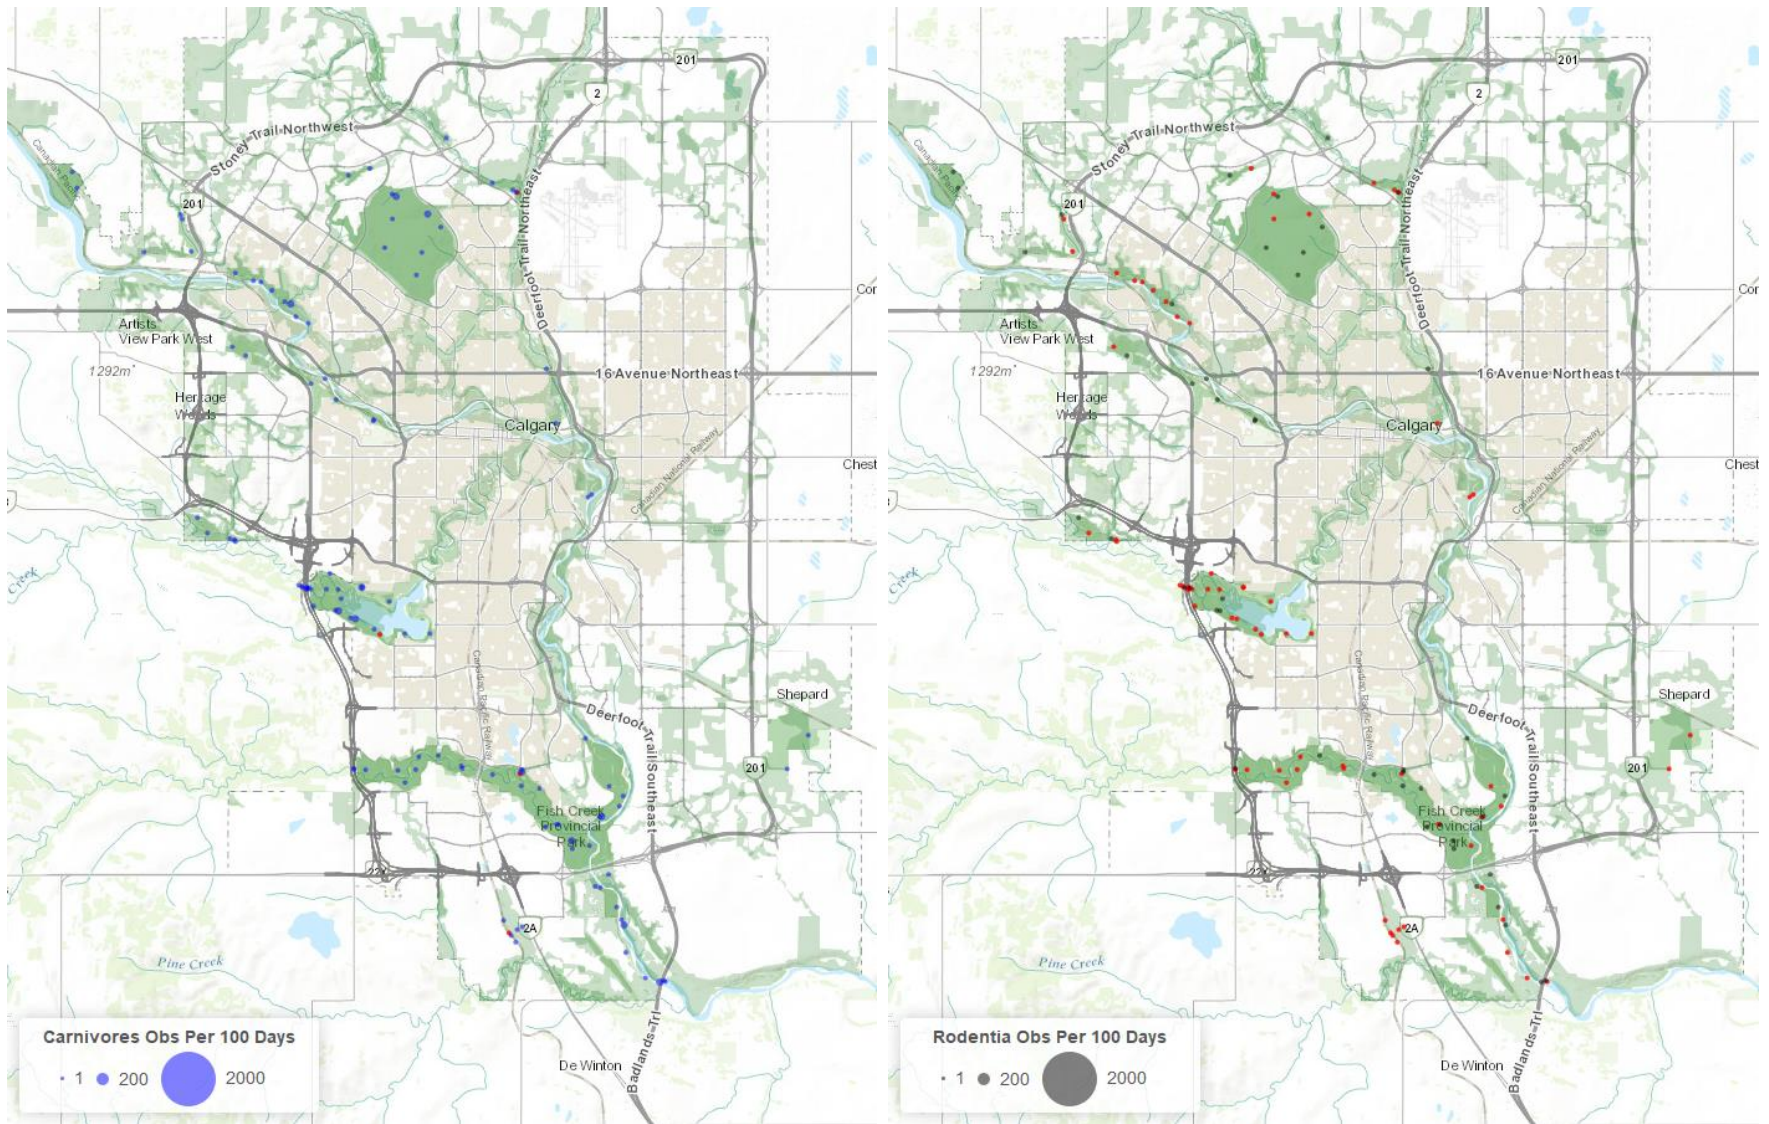 201
2
Stoney Trail Northwest
Canadian Pacific
201
Deerfoot Trail Northeast
Cor
Artists
View Park West
1292m
16 Avenue Northeast
Heritage
Woods
Calgary
Canadian National Railway
Chest
Creek
Canadian Pacific Railway
Shepard
Deerfoot Trail Southeast
201
Fish Creek
Provincial
Park
22x
2A
Pine Creek
Badlands Trl
De Winton
Carnivores Obs Per 100 Days
1 200 2000
201
2
Stoney Trail Northwest
Canadian Pacific
201
Deerfoot Trail Northeast
Cor
Artists
View Park West
1292m
16 Avenue Northeast
Heritage
Woods
Calgary
Canadian National Railway
Chest
Creek
Canadian Pacific Railway
Shepard
Deerfoot Trail Southeast
201
Fish Creek
Provincial
Park
22x
2A
Pine Creek
Badlands Trl
De Winton
Rodentia Obs Per 100 Days
1 200 2000